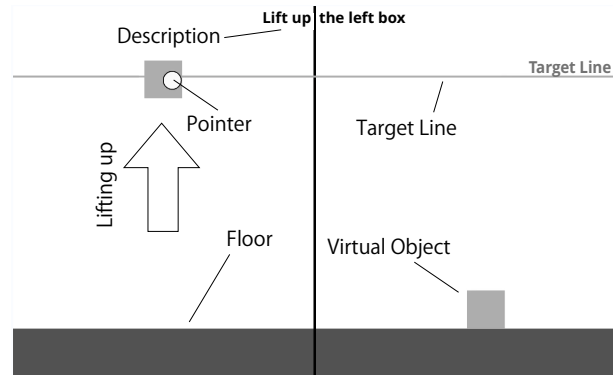 Lift up the left box
Description
Target Line
Pointer
Target Line
Lifting up
Floor
Virtual Object